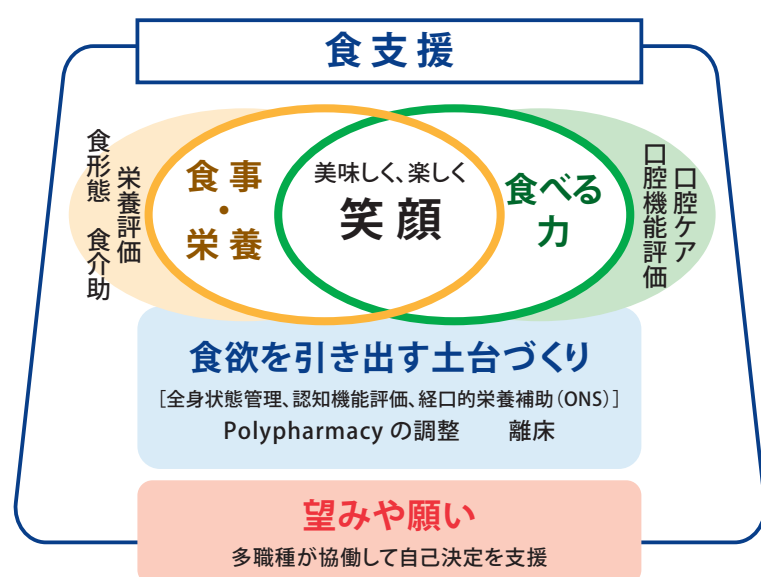 食支援
栄養評価
食形態　食介助
食事
・
栄養
美味しく、楽しく
笑顔
食べる
力
口腔ケア
口腔機能評価
食欲を引き出す土台づくり
［全身状態管理、認知機能評価、経口的栄養補助（ONS）］
Polypharmacy の調整　　離床
望みや願い
多職種が協働して自己決定を支援